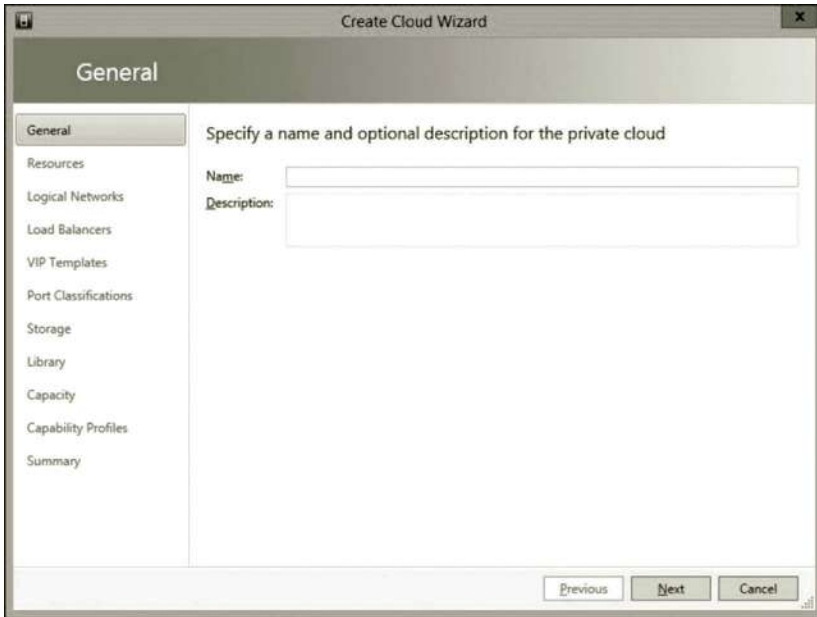 Create Cloud Wizard
x
General
General
Resources
Logical Networks
Load Balancers
VIP Templates
Port Classifications
Storage
Library
Capacity
Capability Profiles
Summary
Specify a name and optional description for the private cloud
Name:
Description:
Previous
Next
Cancel